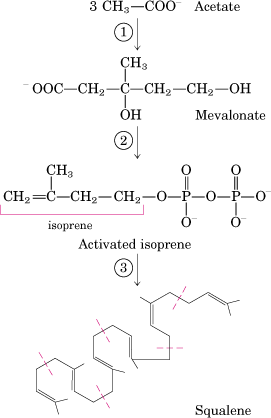 3 CH₃—COO⁻ Acetate
①
CH₃
⁻OOC—CH₂—C—CH₂—CH₂—OH
OH Mevalonate
②
CH₃ O O
CH₂=C—CH₂—CH₂—O—P—O—P—O⁻
O⁻ O⁻
isoprene
Activated isoprene
③
Squalene